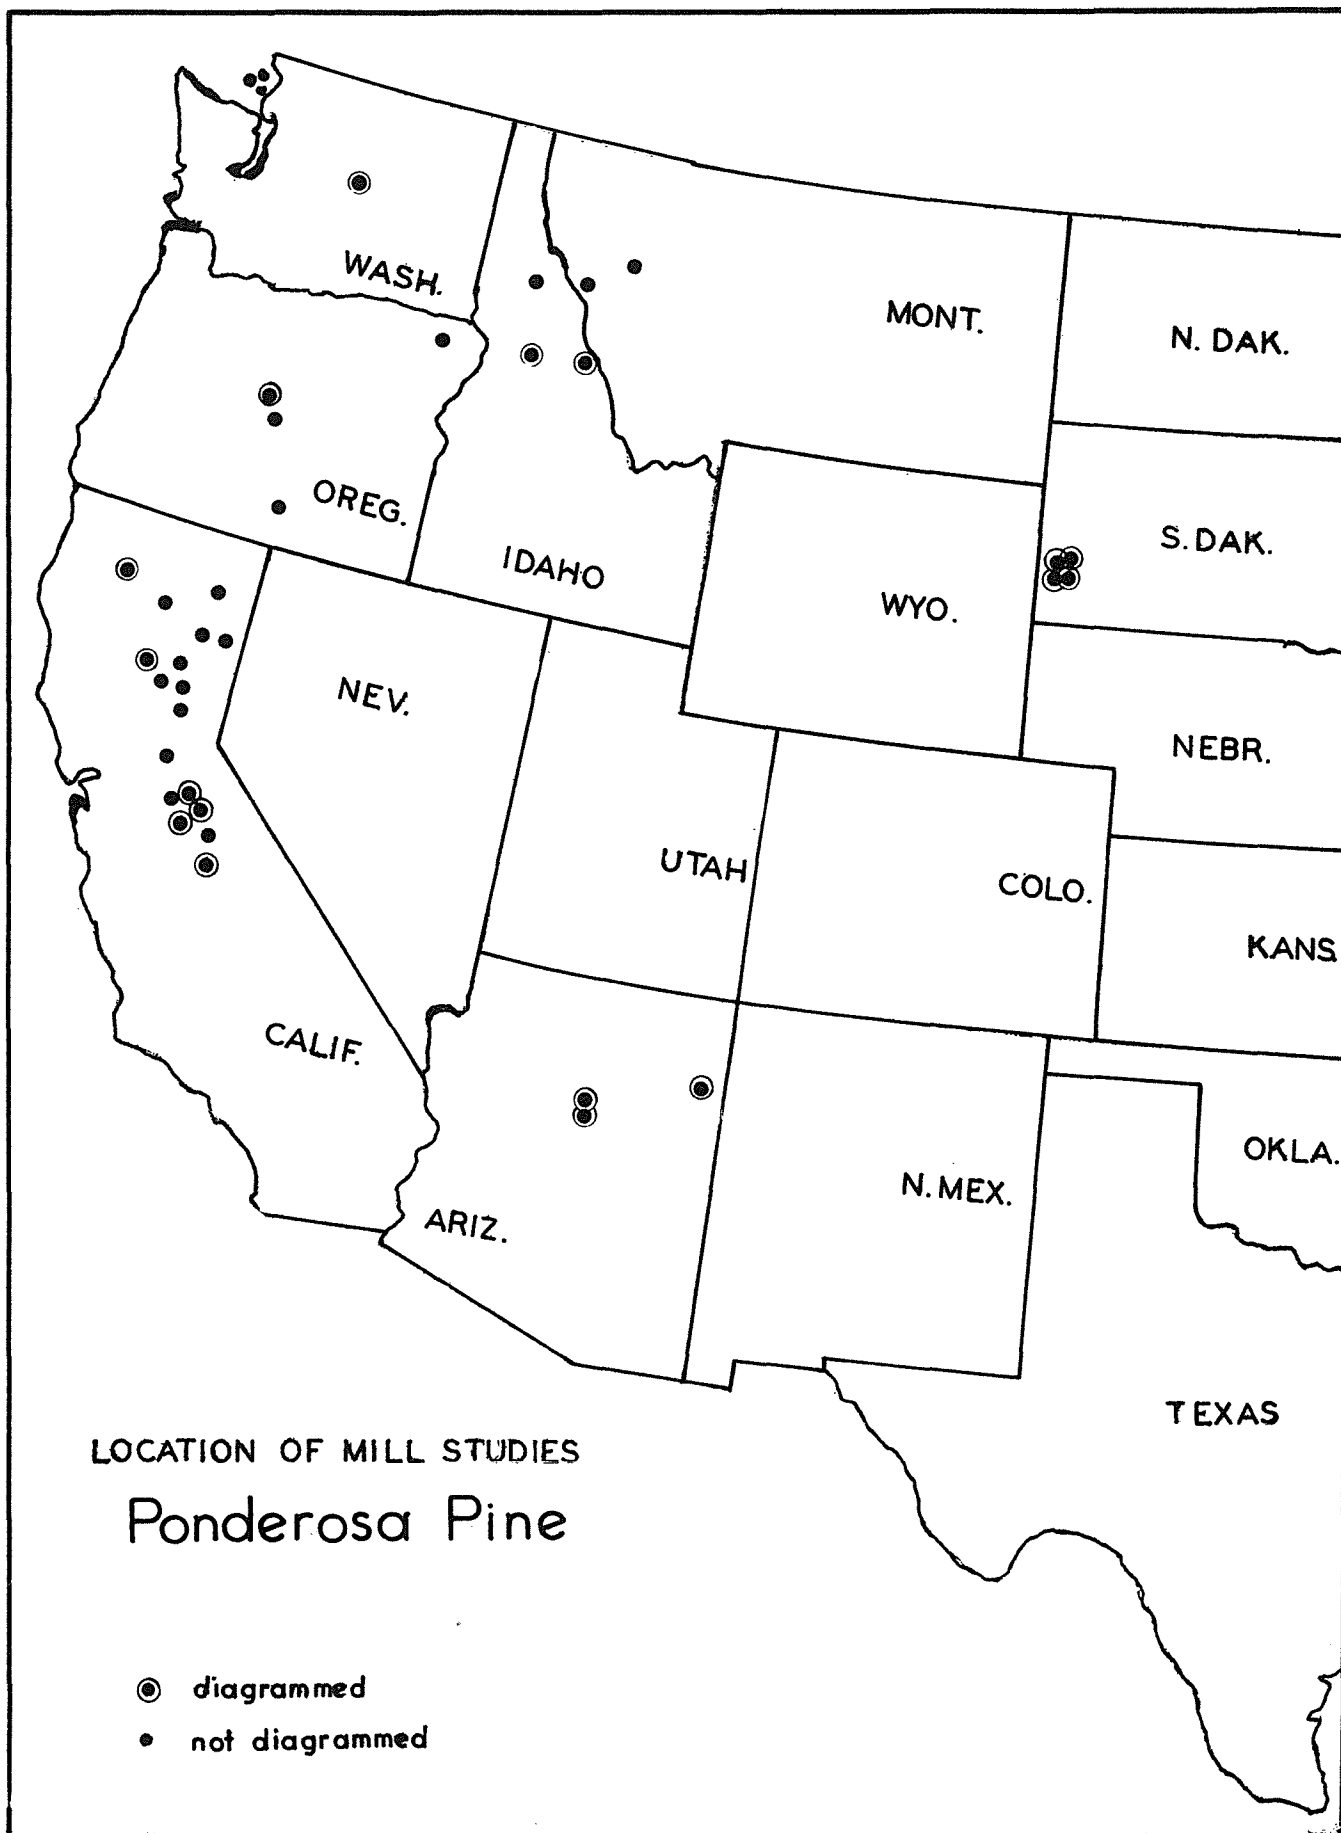 WASH.
MONT.
N. DAK.
OREG.
S. DAK.
IDAHO
WYO.
NEV.
NEBR.
UTAH
COLO.
KANS
CALIF.
OKLA.
N. MEX.
ARIZ.
TEXAS
LOCATION OF MILL STUDIES
Ponderosa Pine
diagrammed
not diagrammed